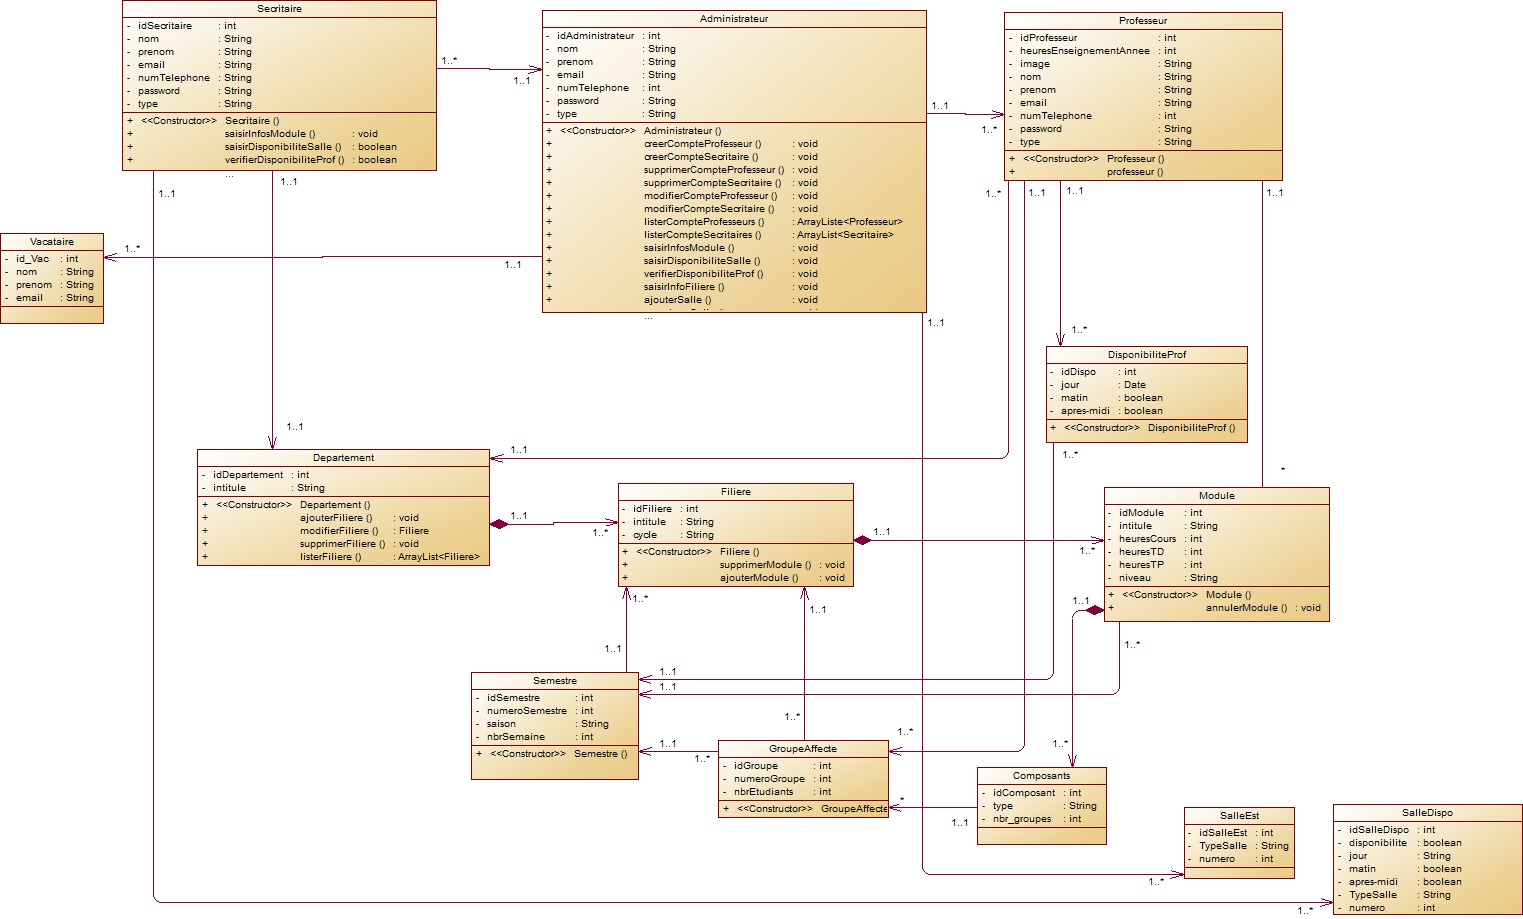 Secritaire
- idSecritaire : int
- nom : String
- prenom : String
- email : String
- numTelephone : String
- password : String
- type : String
+ <<Constructor>> Secritaire ()
+ saisirInfosModule () : void
+ saisirDisponibiliteSalle () : boolean
+ verifierDisponibiliteProf () : boolean
...
1..*
1..1
1..1
1..1
Administrateur
- idAdministrateur : int
- nom : String
- prenom : String
- email : String
- numTelephone : int
- password : String
- type : String
+ <<Constructor>> Administrateur ()
+ creerCompteProfesseur () : void
+ creerCompteSecritaire () : void
+ supprimerCompteProfesseur () : void
+ supprimerCompteSecritaire () : void
+ modifierCompteProfesseur () : void
+ modifierCompteSecritaire () : void
+ listerCompteProfesseurs () : ArrayListe<Professeur>
+ listerCompteSecritaires () : ArrayList<Secritaire>
+ saisirInfosModule () : void
+ saisirDisponibiliteSalle () : void
+ verifierDisponibiliteProf () : void
+ saisirInfoFiliere () : void
+ ajouterSalle () : void
...
1..1
1..*
1..1
1..1
Professeur
- idProfesseur : int
- heuresEnseignementAnnee : int
- image : String
- nom : String
- prenom : String
- email : String
- numTelephone : int
- password : String
- type : String
+ <<Constructor>> Professeur ()
+ professeur ()
1..*
1..1
1..1
1..1
Vacataire
- id_Vac : int
- nom : String
- prenom : String
- email : String
1..*
1..*
DisponibiliteProf
- idDispo : int
- jour : Date
- matin : boolean
- apres-midi : boolean
+ <<Constructor>> DisponibiliteProf ()
1..*
1..1
Departement
- idDepartement : int
- intitule : String
+ <<Constructor>> Departement ()
+ ajouterFiliere () : void
+ modifierFiliere () : Filiere
+ supprimerFiliere () : void
+ listerFiliere () : ArrayList<Filiere>
1..1
1..1
1..*
Filiere
- idFiliere : int
- intitule : String
- cycle : String
+ <<Constructor>> Filiere ()
+ supprimerModule () : void
+ ajouterModule () : void
1..1
1..*
1..*
1..1
*
Module
- idModule : int
- intitule : String
- heuresCours : int
- heuresTD : int
- heuresTP : int
- niveau : String
+ <<Constructor>> Module ()
+ annulerModule () : void
1..1
1..*
1..1
Semestre
- idSemestre : int
- numeroSemestre : int
- saison : String
- nbrSemaine : int
+ <<Constructor>> Semestre ()
1..1
1..1
1..1
1..*
1..*
1..*
GroupeAffecte
- idGroupe : int
- numeroGroupe : int
- nbrEtudiants : int
+ <<Constructor>> GroupeAffecte
*
1..1
1..*
Composants
- idComposant : int
- type : String
- nbr_groupes : int
SalleEst
- idSalleEst : int
- TypeSalle : String
- numero : int
1..*
SalleDispo
- idSalleDispo : int
- disponibilite : boolean
- jour : String
- matin : boolean
- apres-midi : boolean
- TypeSalle : String
- numero : int
1..*